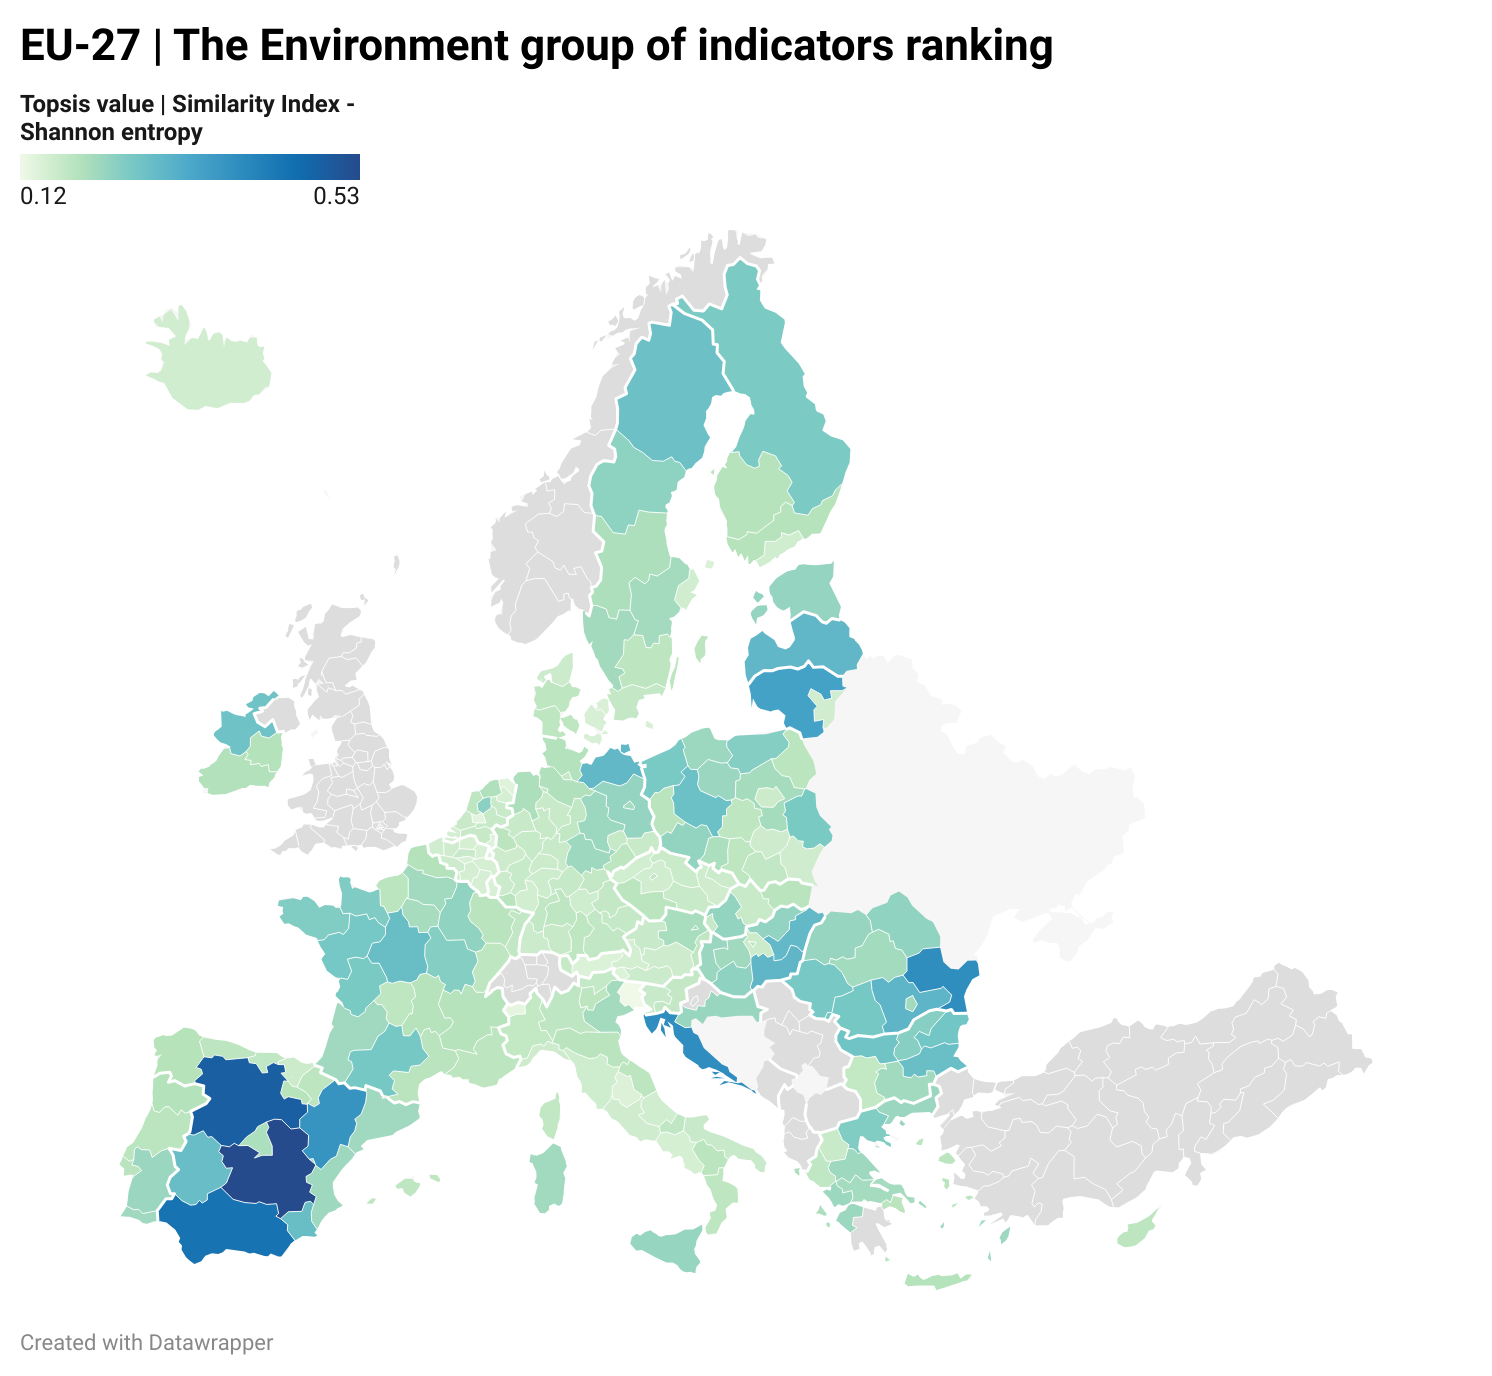 EU-27 | The Environment group of indicators ranking
Topsis value | Similarity Index -
Shannon entropy
0.12 0.53
Created with Datawrapper